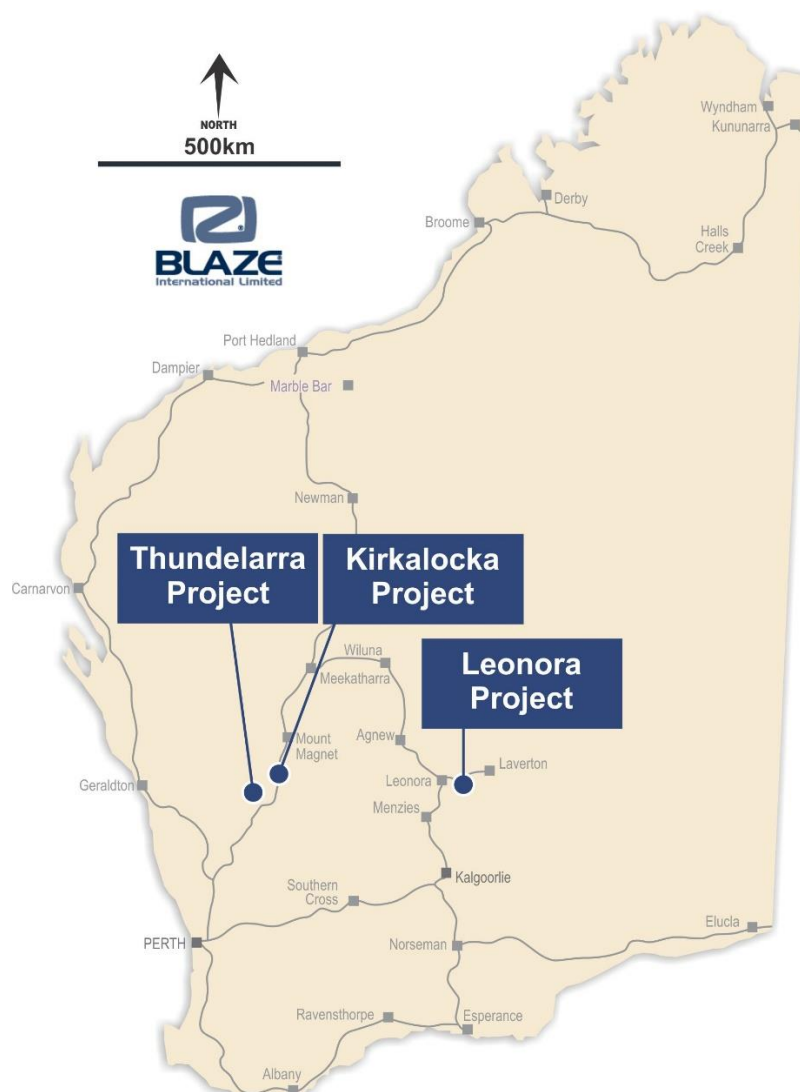 NORTH
500km
BLAZE
International Limited
Wyndham
Kununarra
Derby
Broome
Halls
Creek
Port Hedland
Dampier
Marble Bar
Newman
Thundelarra
Project
Kirkalocka
Project
Carnarvon
Wiluna
Meekatharra
Leonora
Project
Mount
Magnet
Agnew
Laverton
Geraldton
Leonora
Menzies
Kalgoorlie
Southern
Cross
Elucla
PERTH
Norseman
Ravensthorpe
Esperance
Albany